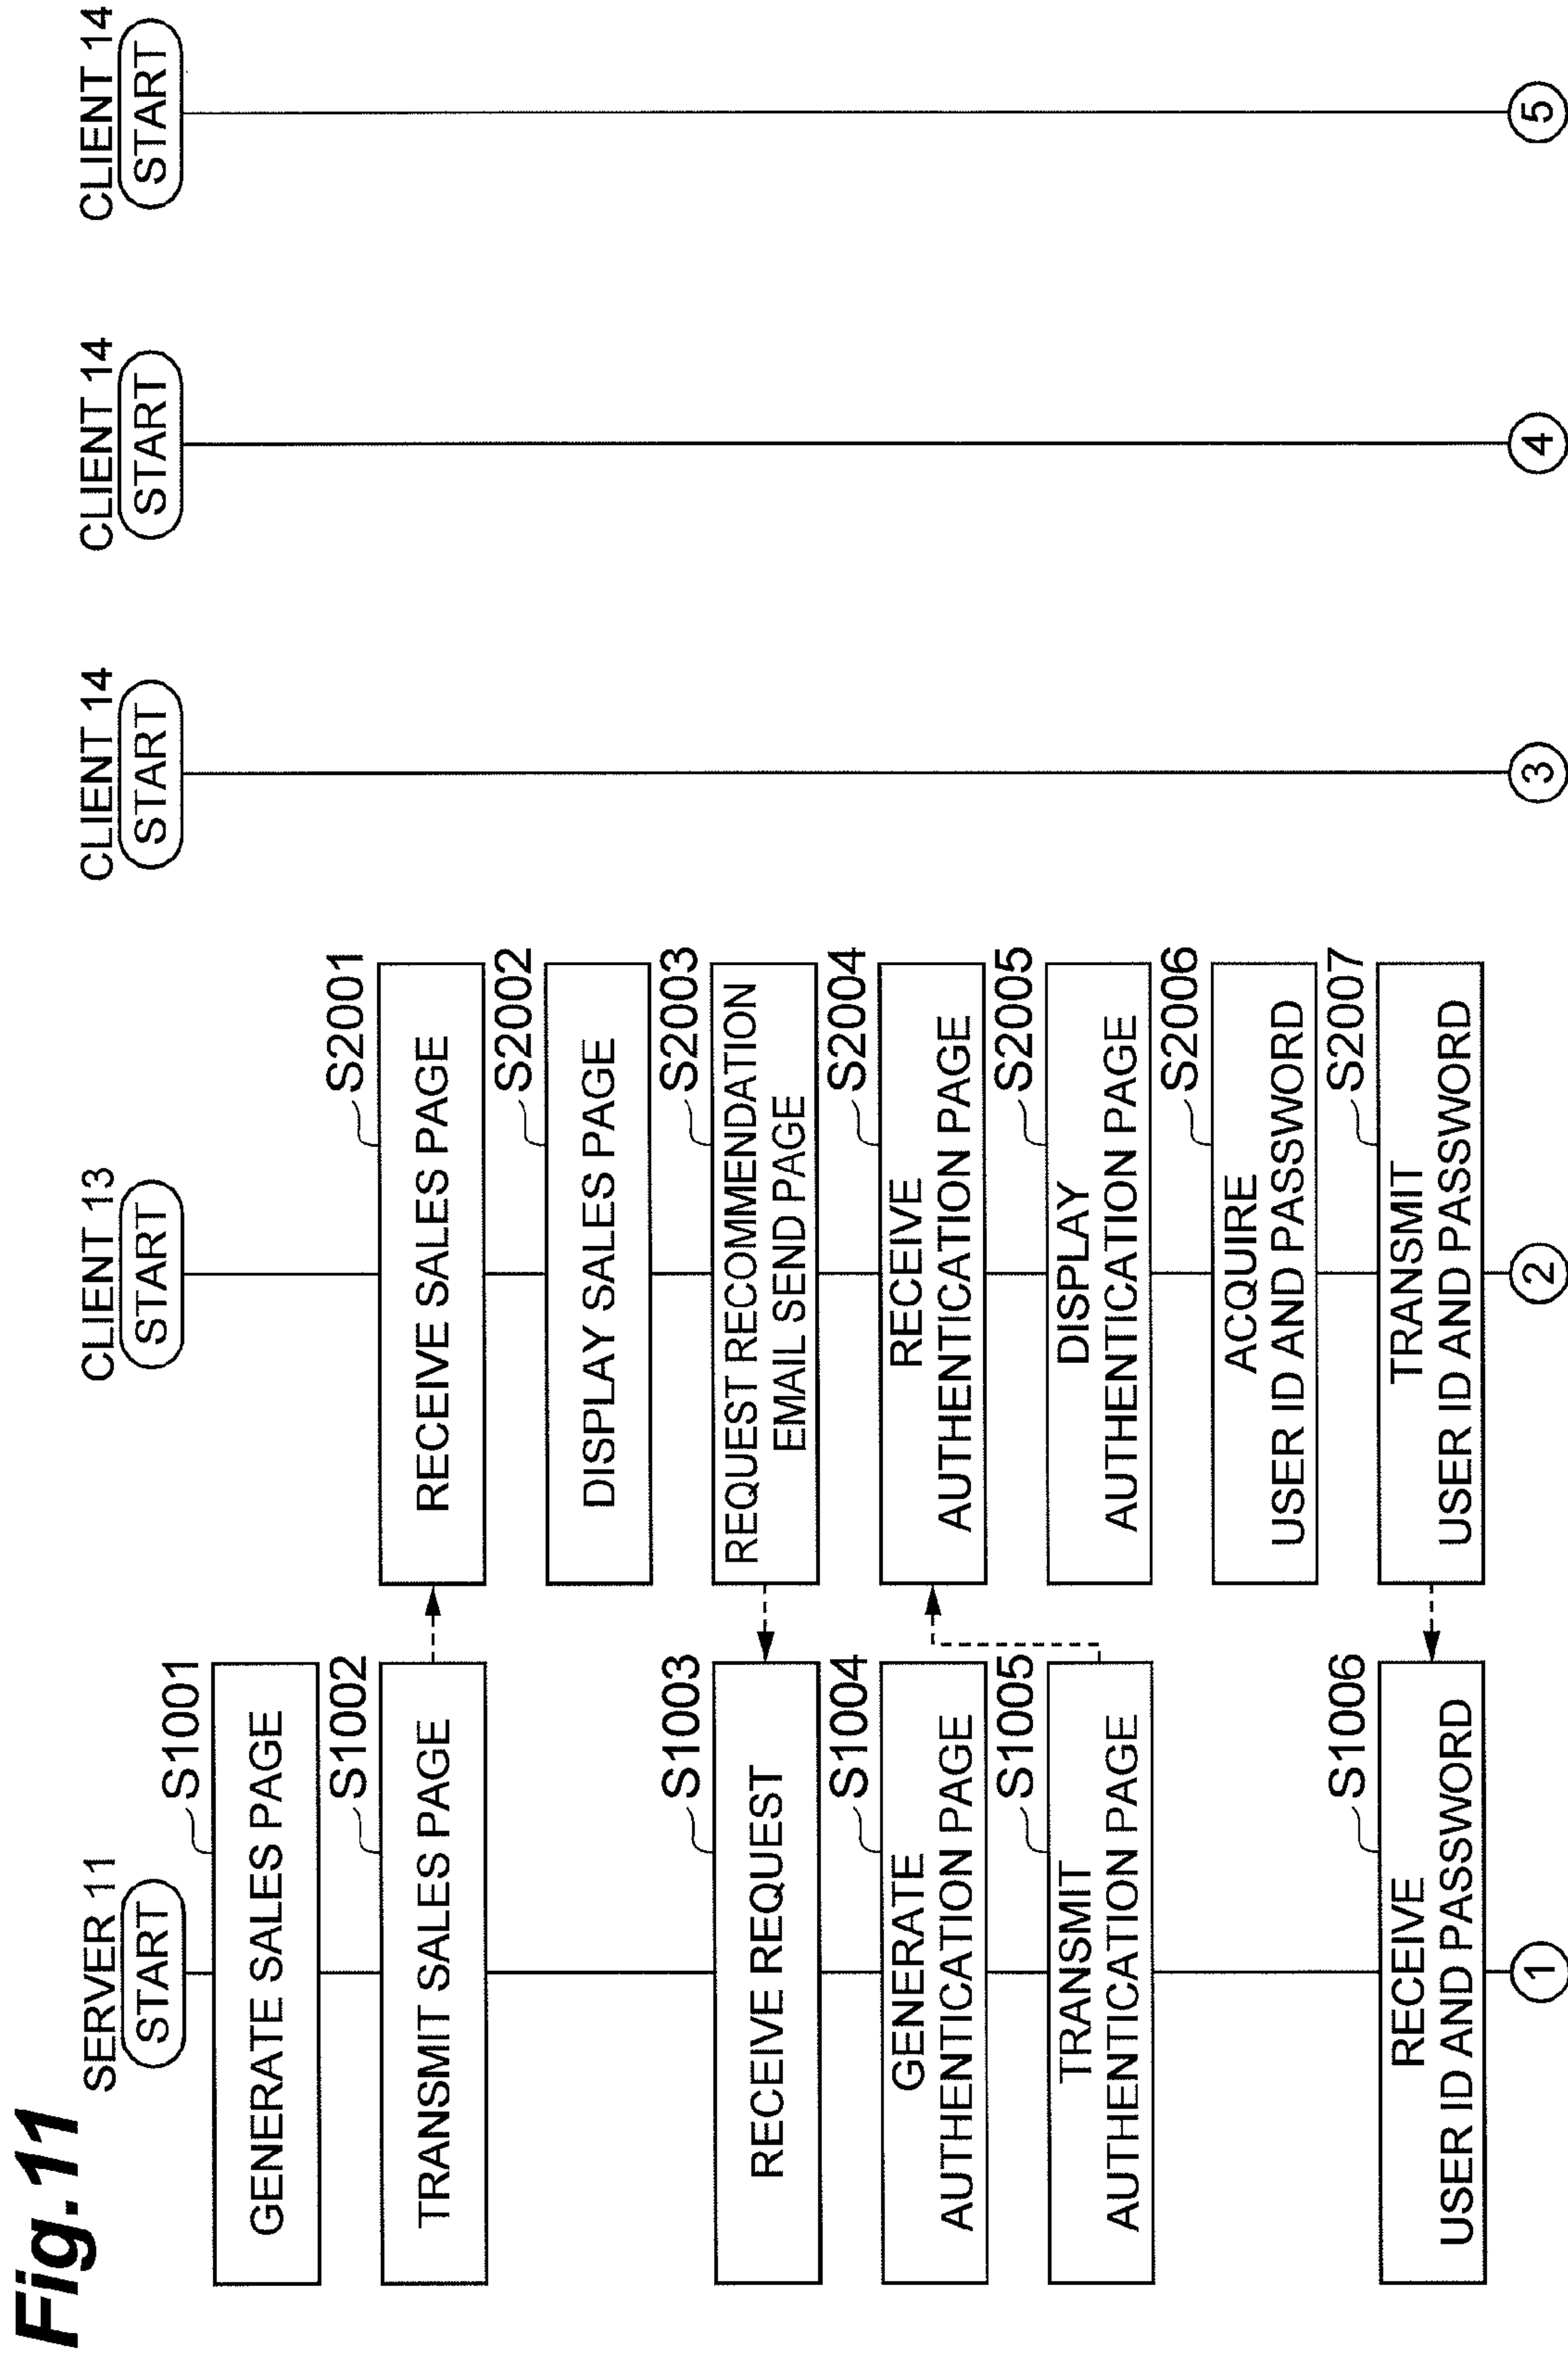 Fig.11
SERVER 11
START
S1001
GENERATE SALES PAGE
S1002
TRANSMIT SALES PAGE
S1003
RECEIVE REQUEST
S1004
GENERATE
AUTHENTICATION PAGE
S1005
TRANSMIT
AUTHENTICATION PAGE
S1006
RECEIVE
USER ID AND PASSWORD
1
CLIENT 13
START
S2001
RECEIVE SALES PAGE
S2002
DISPLAY SALES PAGE
S2003
REQUEST RECOMMENDATION
EMAIL SEND PAGE
S2004
RECEIVE
AUTHENTICATION PAGE
S2005
DISPLAY
AUTHENTICATION PAGE
S2006
ACQUIRE
USER ID AND PASSWORD
S2007
TRANSMIT
USER ID AND PASSWORD
2
CLIENT 14
START
3
CLIENT 14
START
4
CLIENT 14
START
5